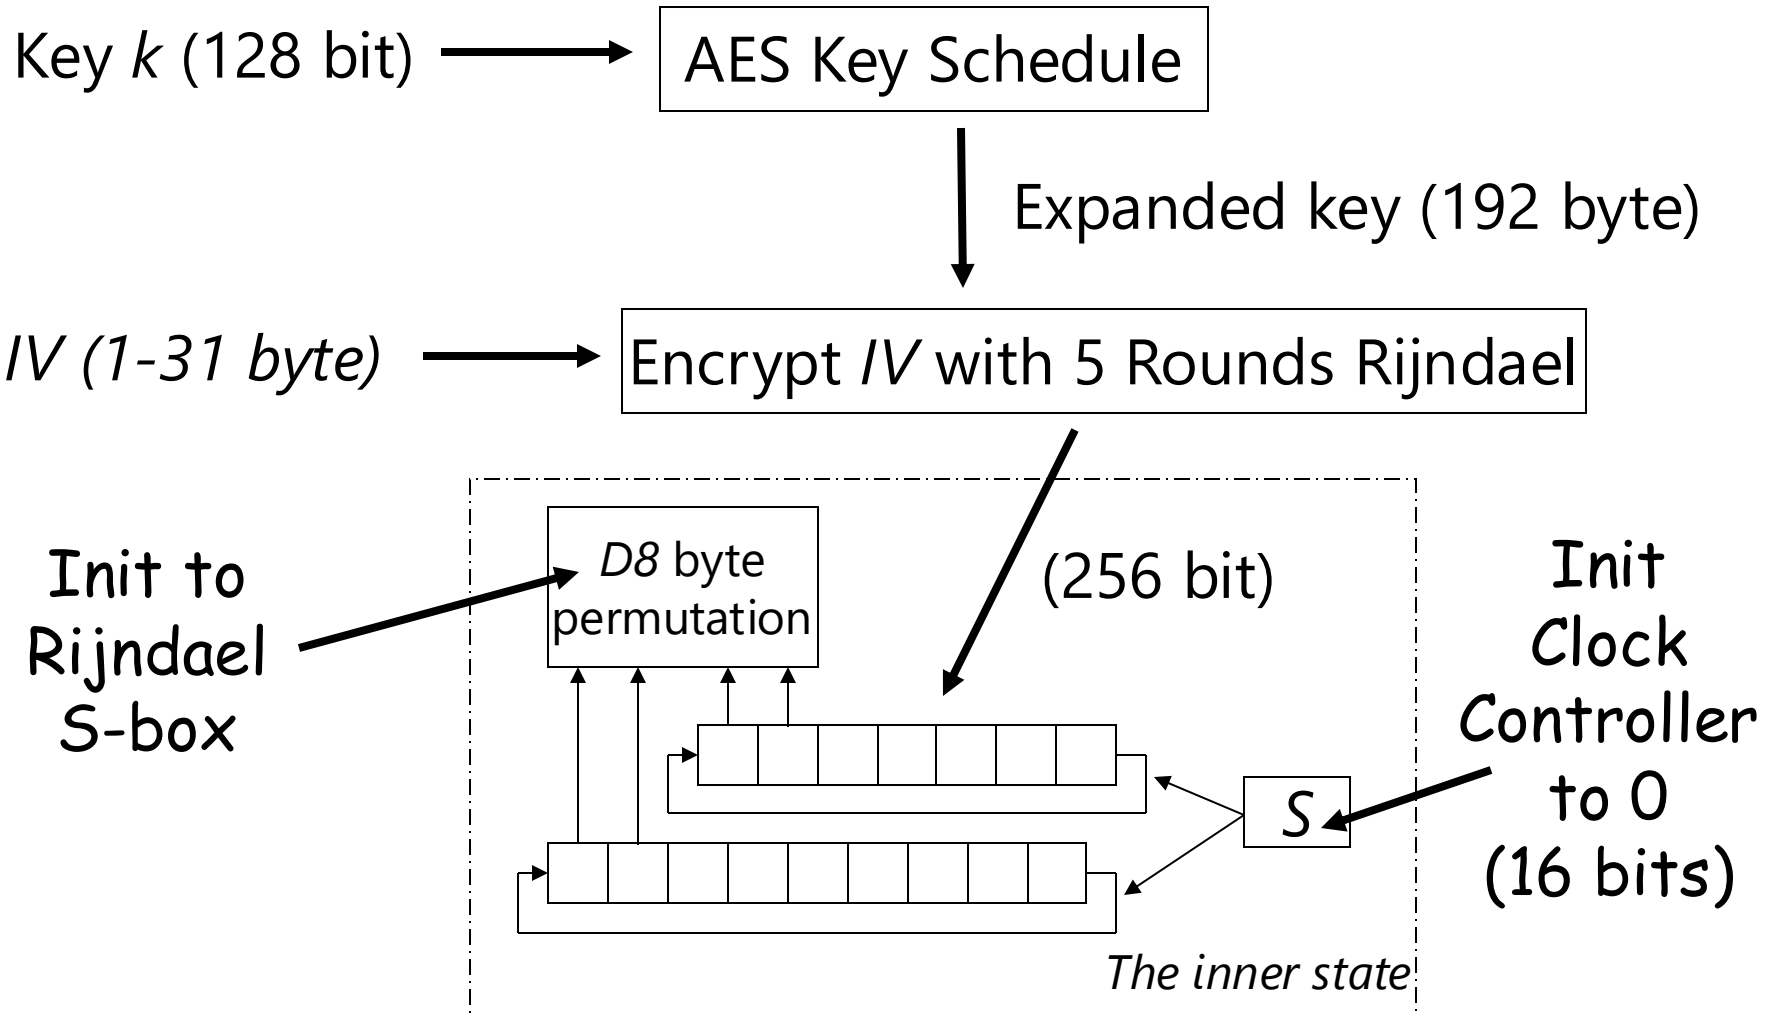 Key k (128 bit)
AES Key Schedule
Expanded key (192 byte)
IV (1-31 byte)
Encrypt IV with 5 Rounds Rijndael
Init to
Rijndael
S-box
D8 byte
permutation
(256 bit)
Init
Clock
Controller
to 0
(16 bits)
S
The inner state